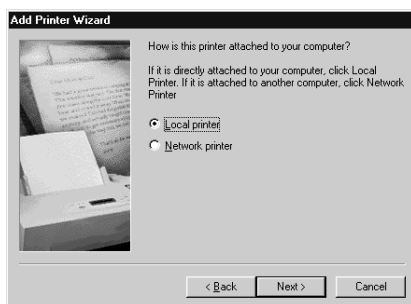 Add Printer Wizard
How is this printer attached to your computer?
If it is directly attached to your computer, click Local
Printer. If it is attached to another computer, click Network
Printer
Local printer
Network printer
< Back
Next >
Cancel